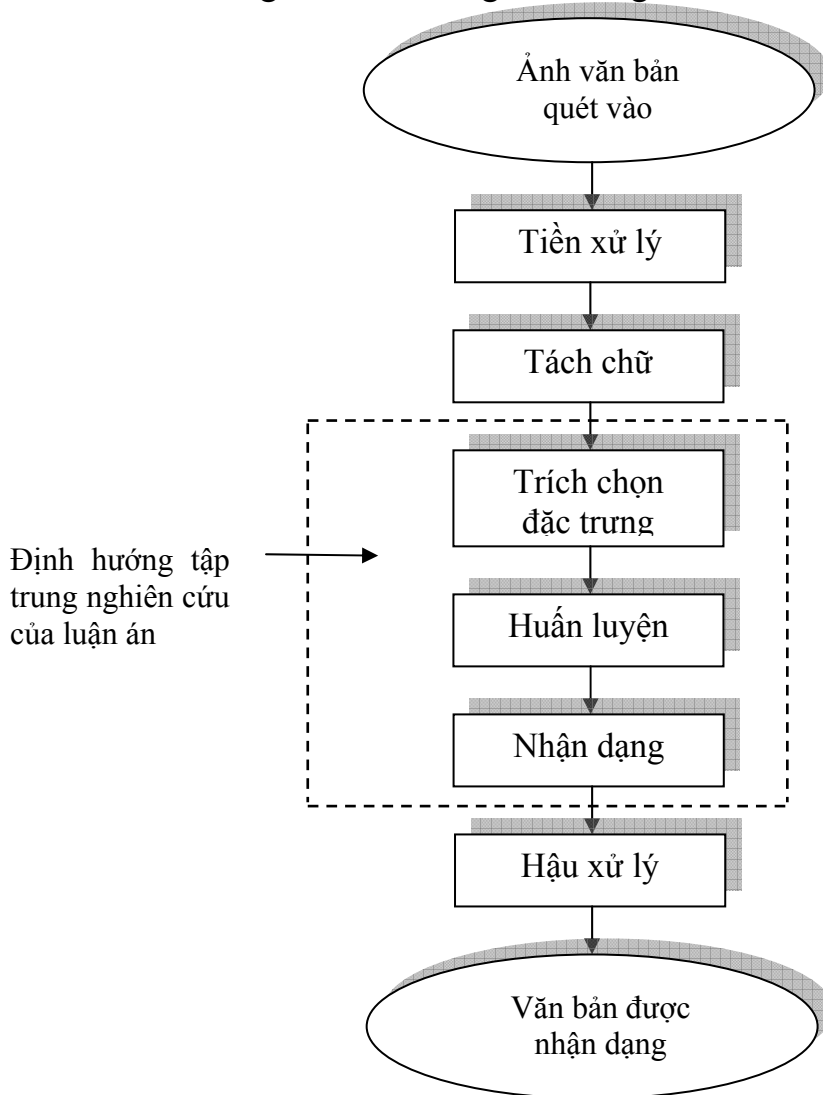 Ảnh văn bản
quét vào
Tiền xử lý
Tách chữ
Trích chọn
đặc trưng
Định hướng tập
trung nghiên cứu
của luận án
Huấn luyện
Nhận dạng
Hậu xử lý
Văn bản được
nhận dạng